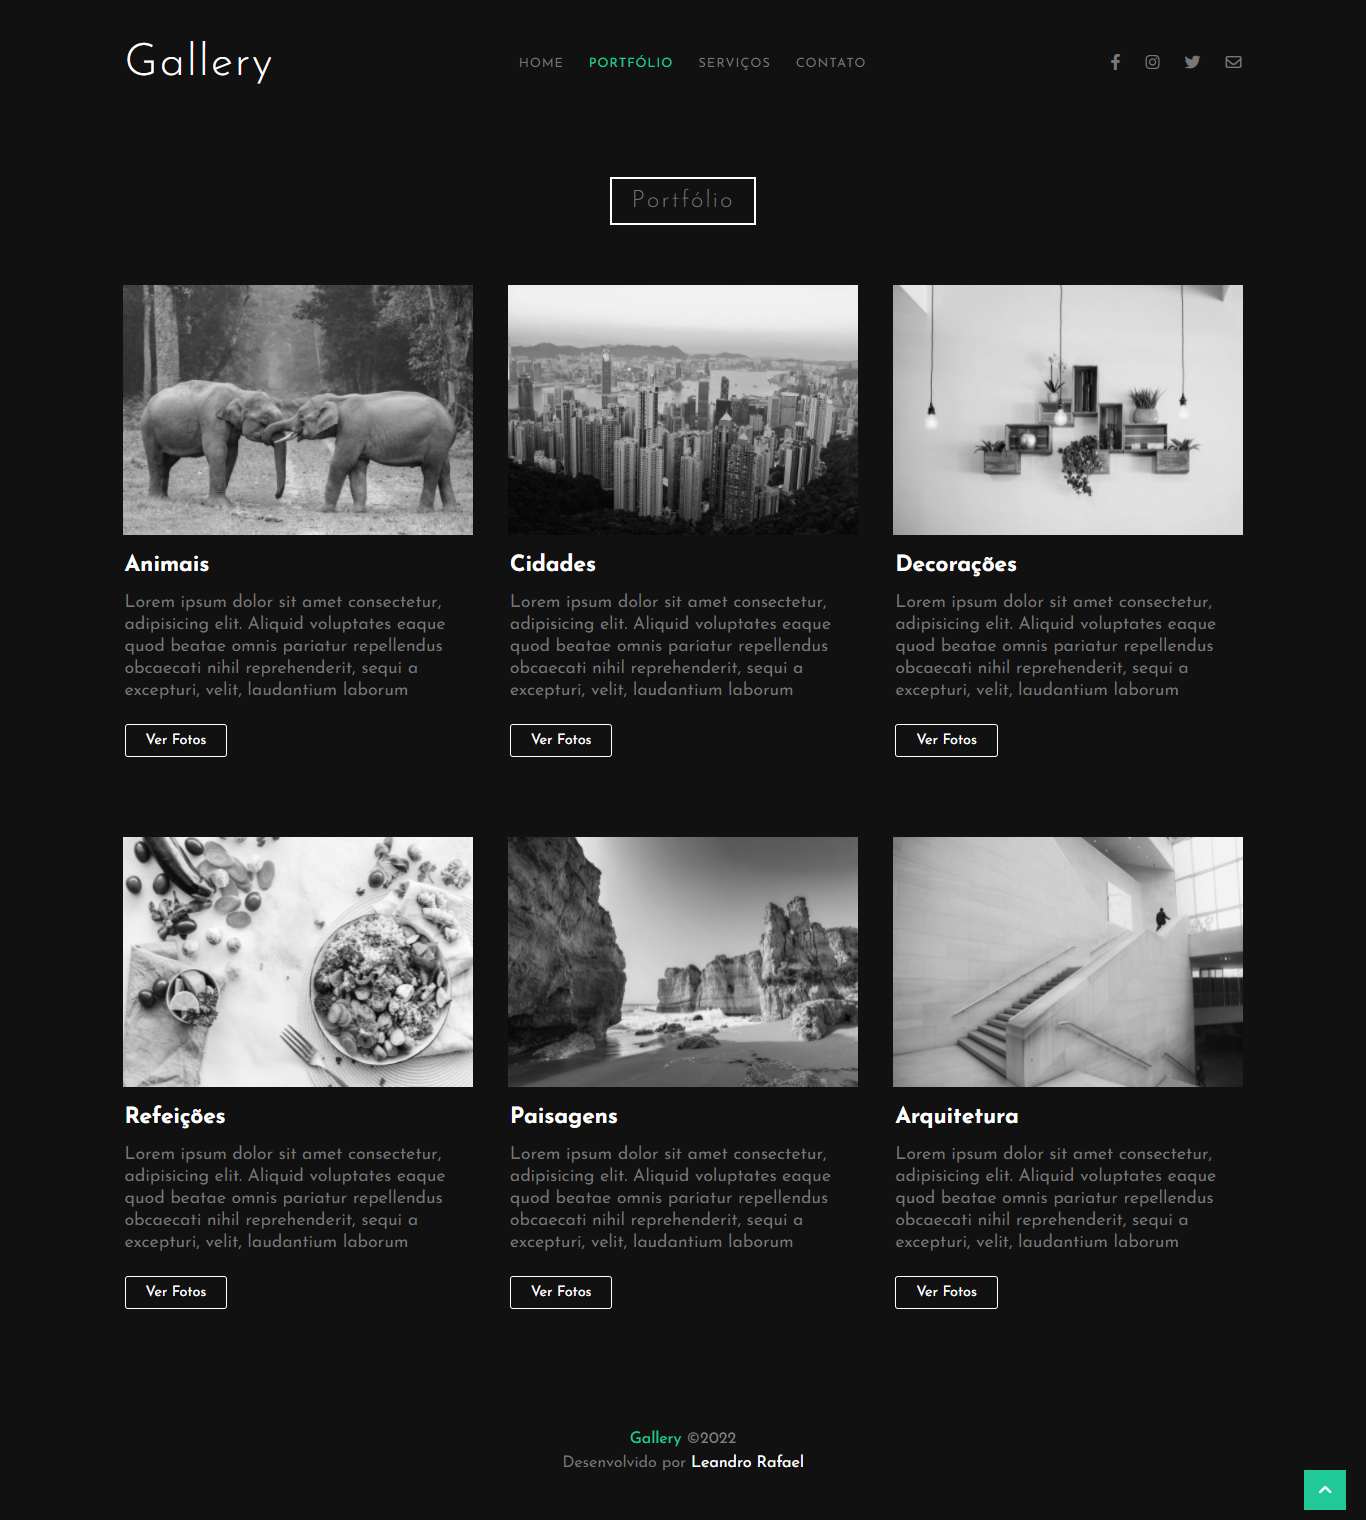 Gallery
HOME PORTFÓLIO SERVIÇOS CONTATO
Portfólio
Animais
Lorem ipsum dolor sit amet consectetur,
adipisicing elit. Aliquid voluptates eaque
quod beatae omnis pariatur repellendus
obcaecati nihil reprehenderit, sequi a
excepturi, velit, laudantium laborum
Ver Fotos
Cidades
Lorem ipsum dolor sit amet consectetur,
adipisicing elit. Aliquid voluptates eaque
quod beatae omnis pariatur repellendus
obcaecati nihil reprehenderit, sequi a
excepturi, velit, laudantium laborum
Ver Fotos
Decorações
Lorem ipsum dolor sit amet consectetur,
adipisicing elit. Aliquid voluptates eaque
quod beatae omnis pariatur repellendus
obcaecati nihil reprehenderit, sequi a
excepturi, velit, laudantium laborum
Ver Fotos
Refeições
Lorem ipsum dolor sit amet consectetur,
adipisicing elit. Aliquid voluptates eaque
quod beatae omnis pariatur repellendus
obcaecati nihil reprehenderit, sequi a
excepturi, velit, laudantium laborum
Ver Fotos
Paisagens
Lorem ipsum dolor sit amet consectetur,
adipisicing elit. Aliquid voluptates eaque
quod beatae omnis pariatur repellendus
obcaecati nihil reprehenderit, sequi a
excepturi, velit, laudantium laborum
Ver Fotos
Arquitetura
Lorem ipsum dolor sit amet consectetur,
adipisicing elit. Aliquid voluptates eaque
quod beatae omnis pariatur repellendus
obcaecati nihil reprehenderit, sequi a
excepturi, velit, laudantium laborum
Ver Fotos
Gallery ©2022
Desenvolvido por Leandro Rafael